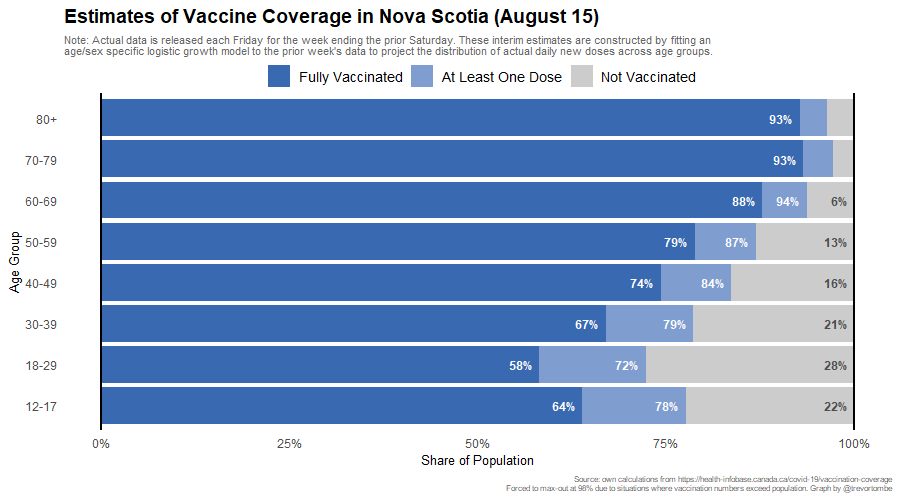 Estimates of Vaccine Coverage in Nova Scotia (August 15)
Note: Actual data is released each Friday for the week ending the prior Saturday. These interim estimates are constructed by fitting an
age/sex specific logistic growth model to the prior week's data to project the distribution of actual daily new doses across age groups.
Fully Vaccinated At Least One Dose Not Vaccinated
Age Group
80+ 93%
70-79 93%
60-69 88% 94% 6%
50-59 79% 87% 13%
40-49 74% 84% 16%
30-39 67% 79% 21%
18-29 58% 72% 28%
12-17 64% 78% 22%
0% 25% 50% 75% 100%
Share of Population
Source: own calculations from https://health-infobase.canada.ca/covid-19/vaccination-coverage
Forced to max-out at 98% due to situations where vaccination numbers exceed population. Graph by @trevortombe